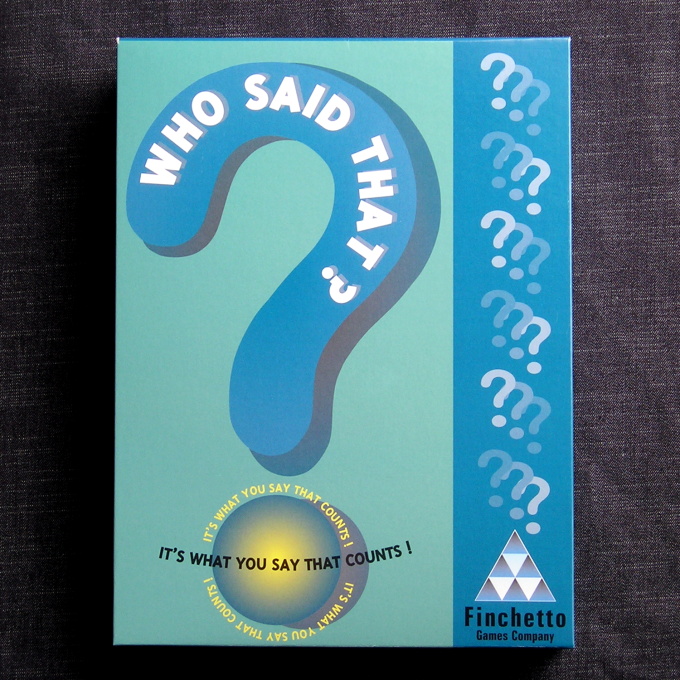 WHO SAID THAT?
IT'S WHAT YOU SAY THAT COUNTS!
IT'S WHAT YOU SAY THAT COUNTS !
IT'S WHAT YOU SAY THAT COUNTS !
Finchetto
Games Company